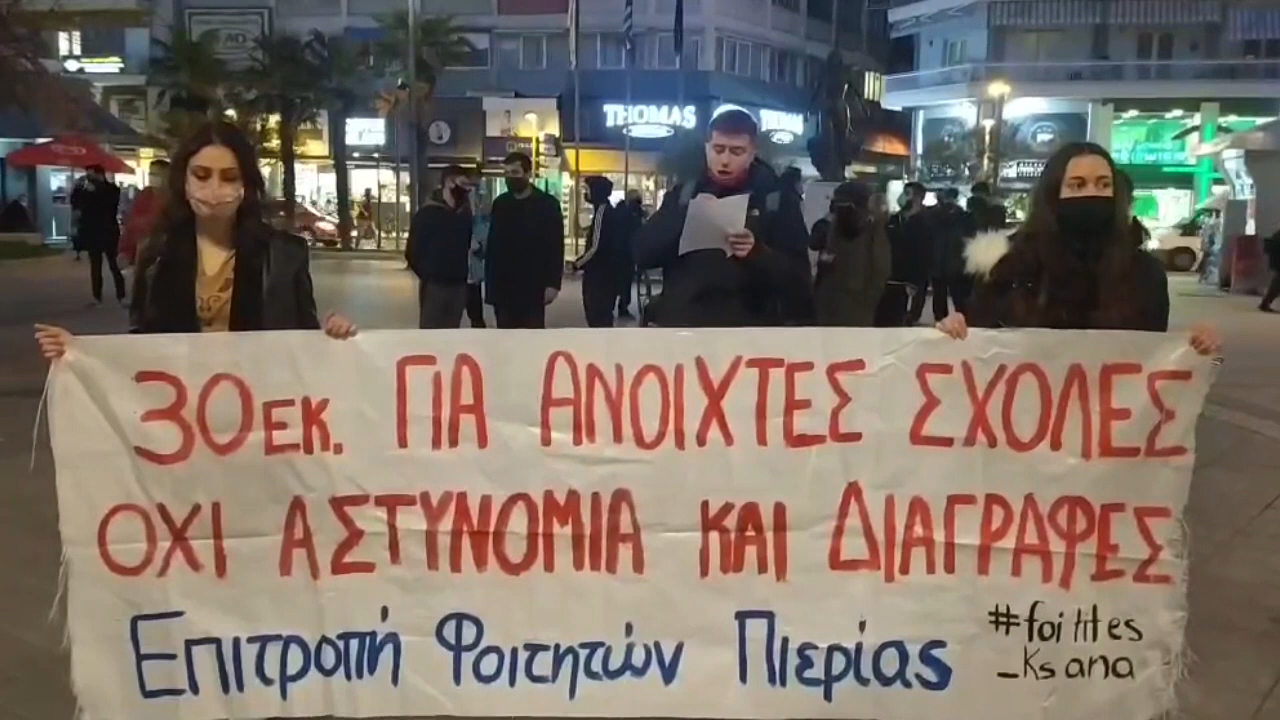 THOMAS
30 ΕΚ. ΓΙΑ ΑΝΟΙΧΤΕΣ ΣΧΟΛΕΣ
ΟΧΙ ΑΣΤΥΝΟΜΙΑ ΚΑΙ ΔΙΑΓΡΑΦΕΣ
Επιτροπή Φοιτητών Πιερίας
#foitites
_Ksana